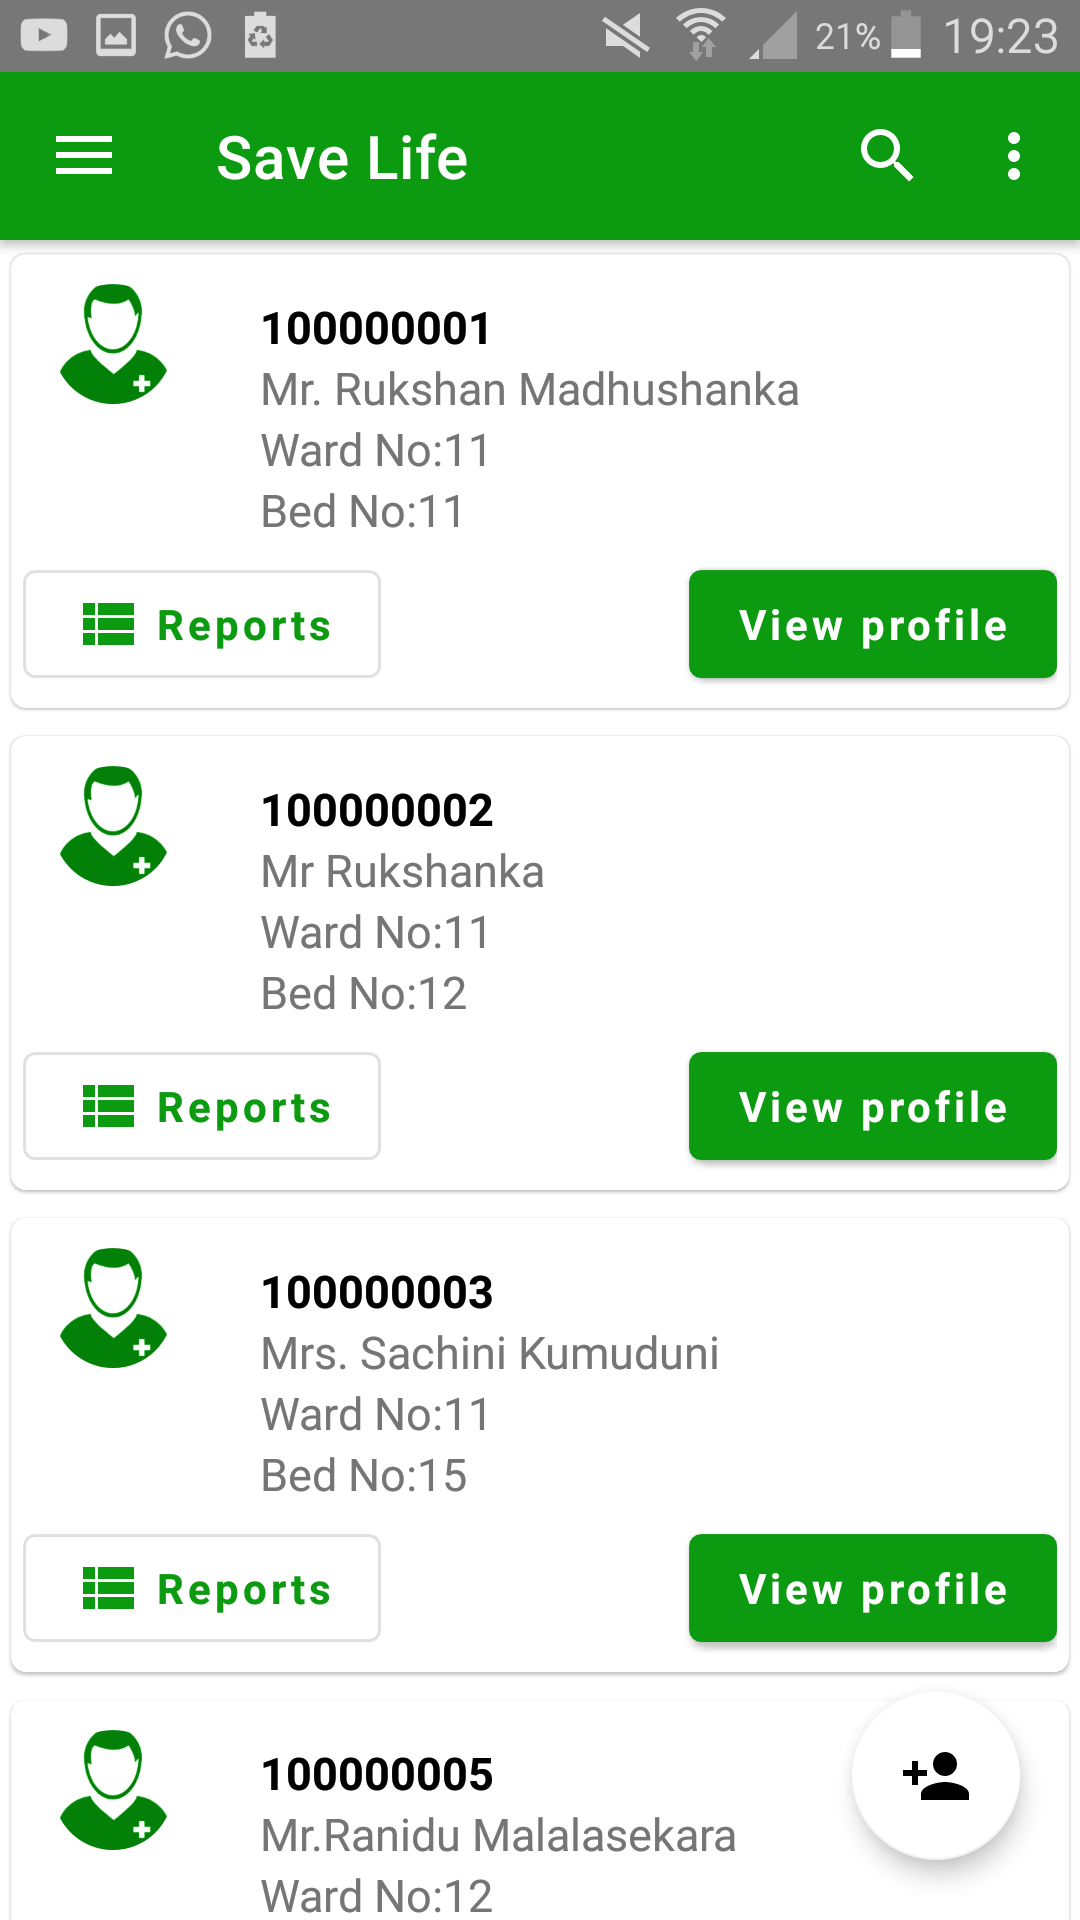 21% 19:23
Save Life
100000001
Mr. Rukshan Madhushanka
Ward No:11
Bed No:11
Reports View profile
100000002
Mr Rukshanka
Ward No:11
Bed No:12
Reports View profile
100000003
Mrs. Sachini Kumuduni
Ward No:11
Bed No:15
Reports View profile
100000005
Mr.Ranidu Malalasekara
Ward No:12